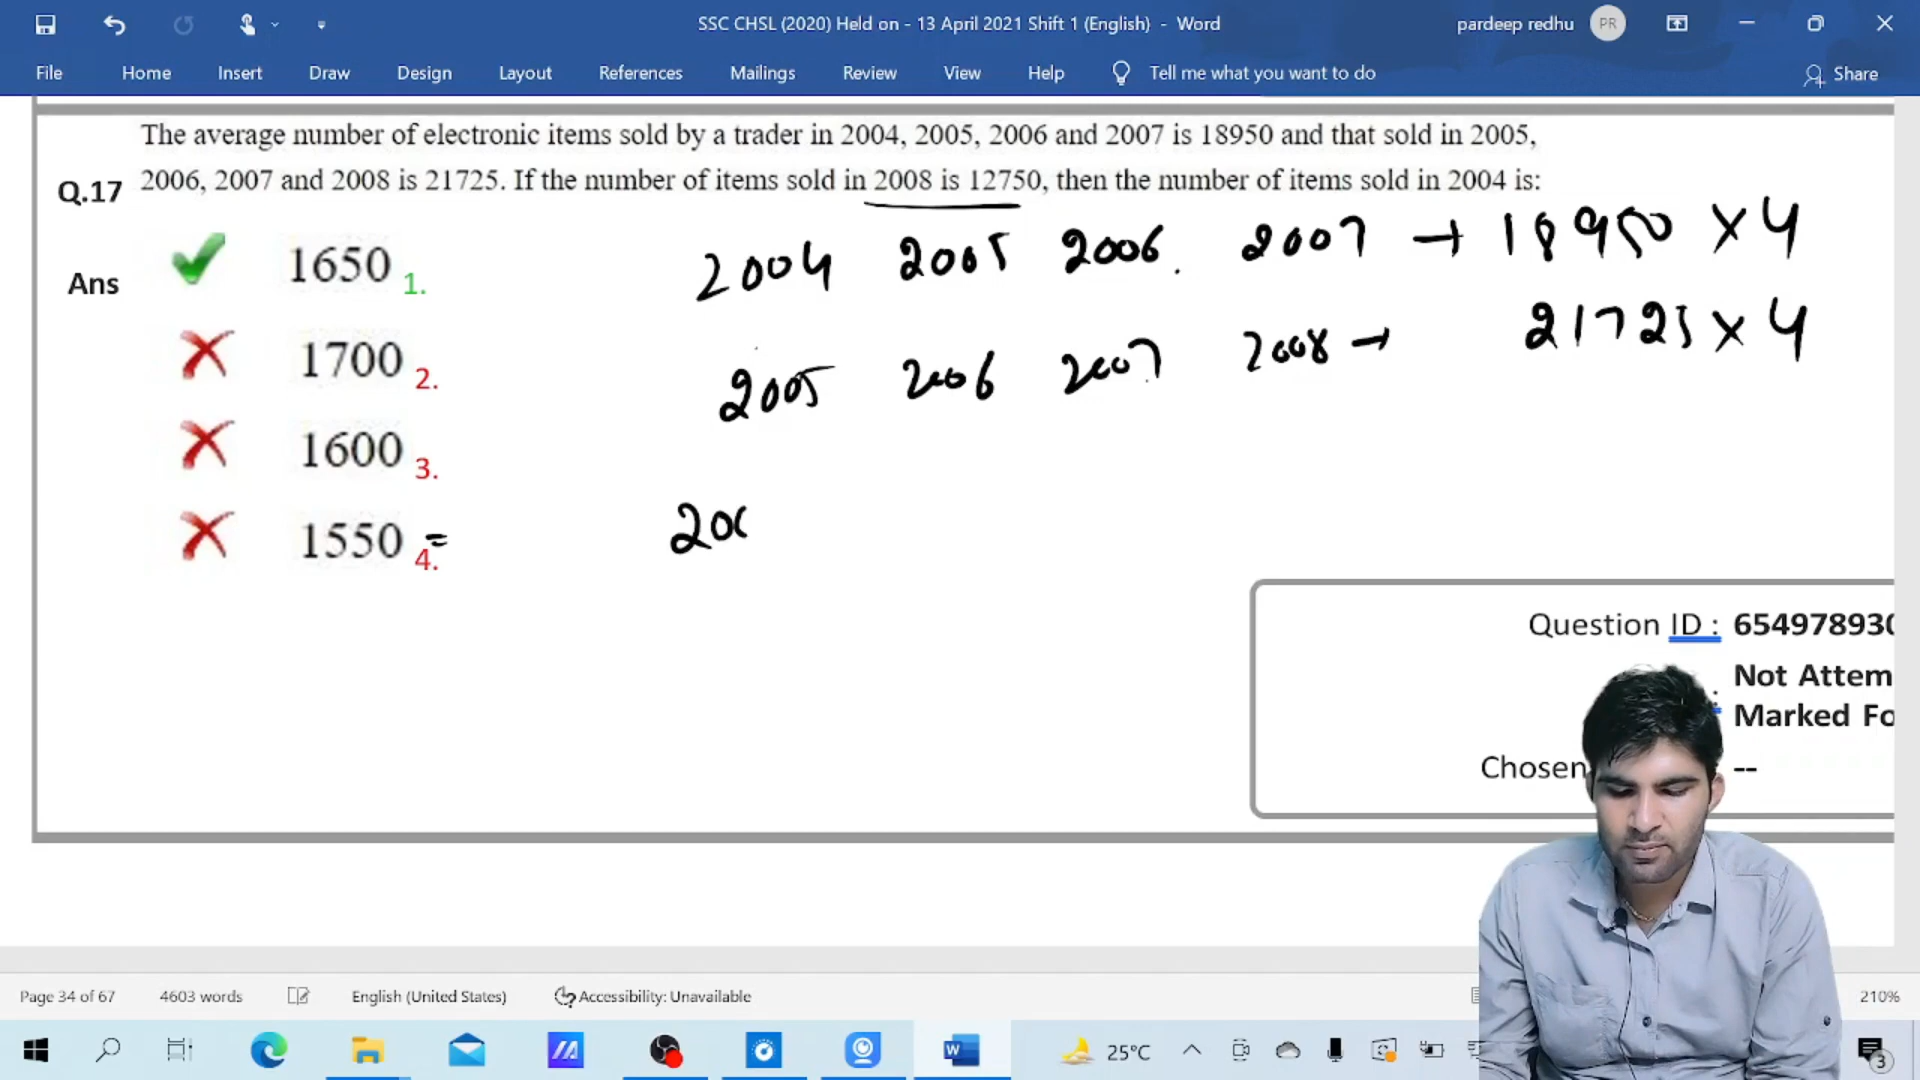 SSC CHSL (2020) Held on - 13 April 2021 Shift 1 (English) - Word
pardeep redhu PR
File Home Insert Draw Design Layout References Mailings Review View Help Tell me what you want to do Share
The average number of electronic items sold by a trader in 2004, 2005, 2006 and 2007 is 18950 and that sold in 2005,
Q.17 2006, 2007 and 2008 is 21725. If the number of items sold in 2008 is 12750, then the number of items sold in 2004 is:
2004 2005 2006 2007 → 18950 × 4
Ans 1650 1.
2005 2006 2007 2008 → 21725 × 4
1700 2.
1600 3.
1550 4. =
200
Question ID : 65497893
Not Attem
Marked Fo
Chosen --
Page 34 of 67 4603 words English (United States) Accessibility: Unavailable 210%
25°C 3